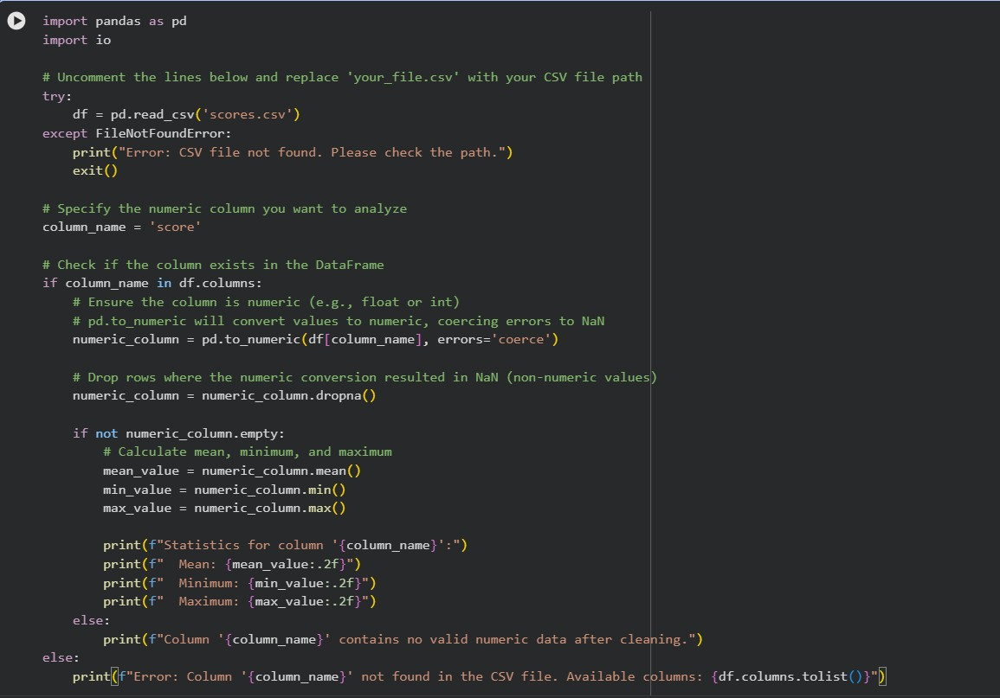 import pandas as pd
import io

# Uncomment the lines below and replace 'your_file.csv' with your CSV file path
try:
    df = pd.read_csv('scores.csv')
except FileNotFoundError:
    print("Error: CSV file not found. Please check the path.")
    exit()

# Specify the numeric column you want to analyze
column_name = 'score'

# Check if the column exists in the DataFrame
if column_name in df.columns:
    # Ensure the column is numeric (e.g., float or int)
    # pd.to_numeric will convert values to numeric, coercing errors to NaN
    numeric_column = pd.to_numeric(df[column_name], errors='coerce')

    # Drop rows where the numeric conversion resulted in NaN (non-numeric values)
    numeric_column = numeric_column.dropna()

    if not numeric_column.empty:
        # Calculate mean, minimum, and maximum
        mean_value = numeric_column.mean()
        min_value = numeric_column.min()
        max_value = numeric_column.max()

        print(f"Statistics for column '{column_name}':")
        print(f"  Mean: {mean_value:.2f}")
        print(f"  Minimum: {min_value:.2f}")
        print(f"  Maximum: {max_value:.2f}")
    else:
        print(f"Column '{column_name}' contains no valid numeric data after cleaning.")
else:
    print(f"Error: Column '{column_name}' not found in the CSV file. Available columns: {df.columns.tolist()}")